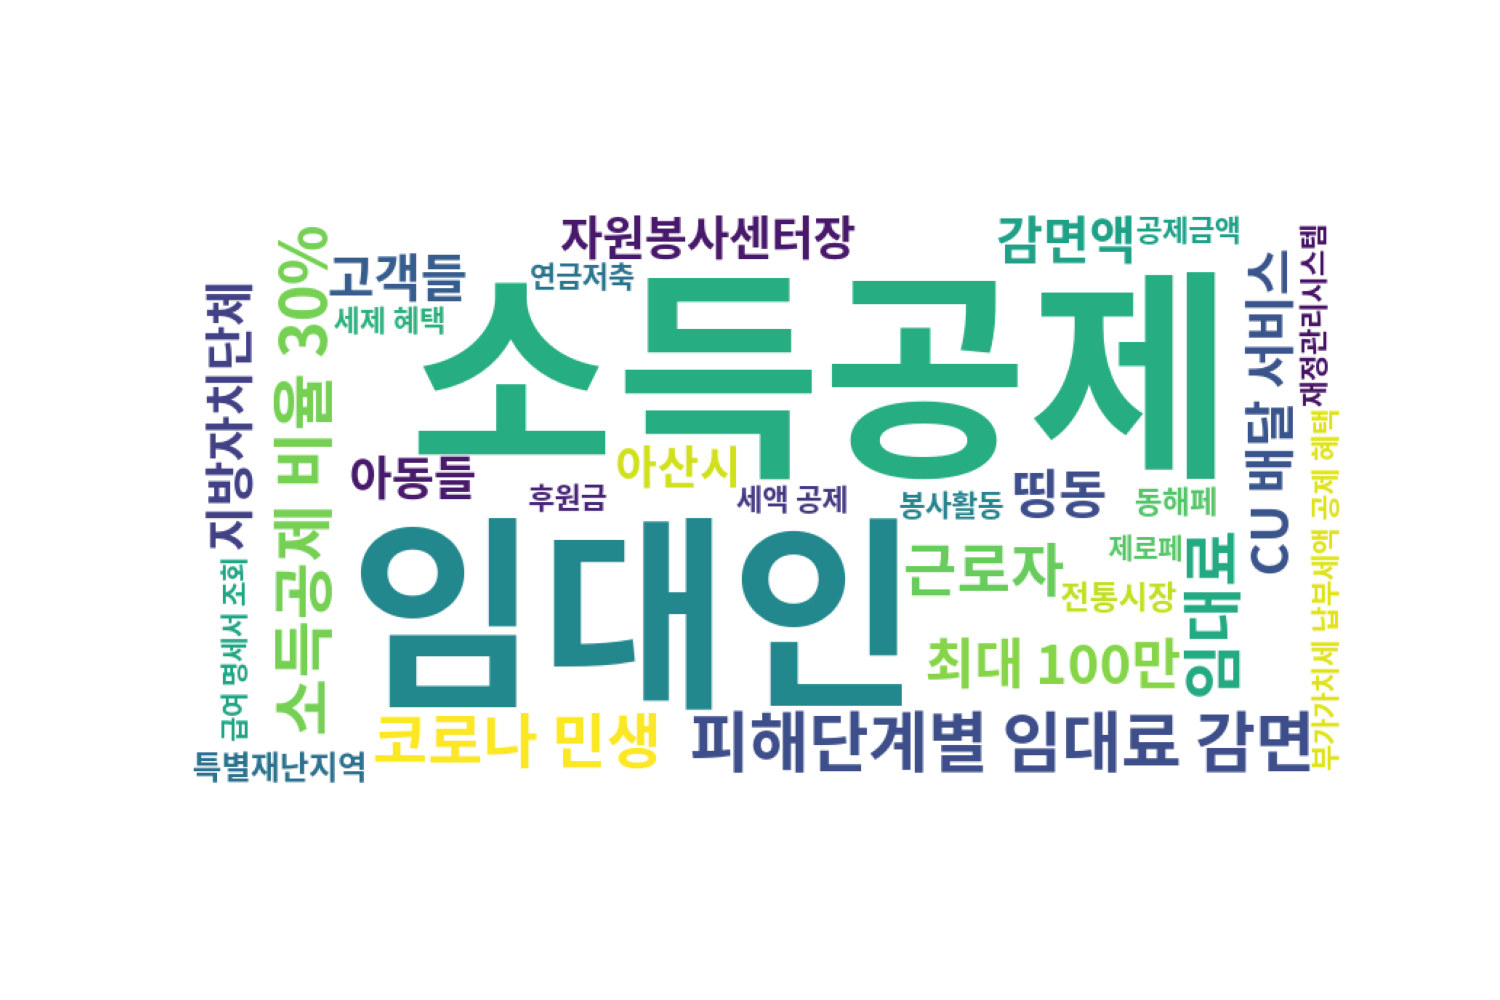 자원봉사센터장
감면액
공제금액
고객들
연금저축
세제 혜택
소득공제
지방자치단체
소득공제 비율 30%
CU 배달 서비스
재정관리시스템
아동들
아산시
후원금
세액 공제
봉사활동
띵동
동해페
임대인
근로자
제로페
전통시장
임대료
최대 100만
급여 명세서 조회
부가가치세 납부세액 공제 혜택
코로나 민생
피해단계별 임대료 감면
특별재난지역